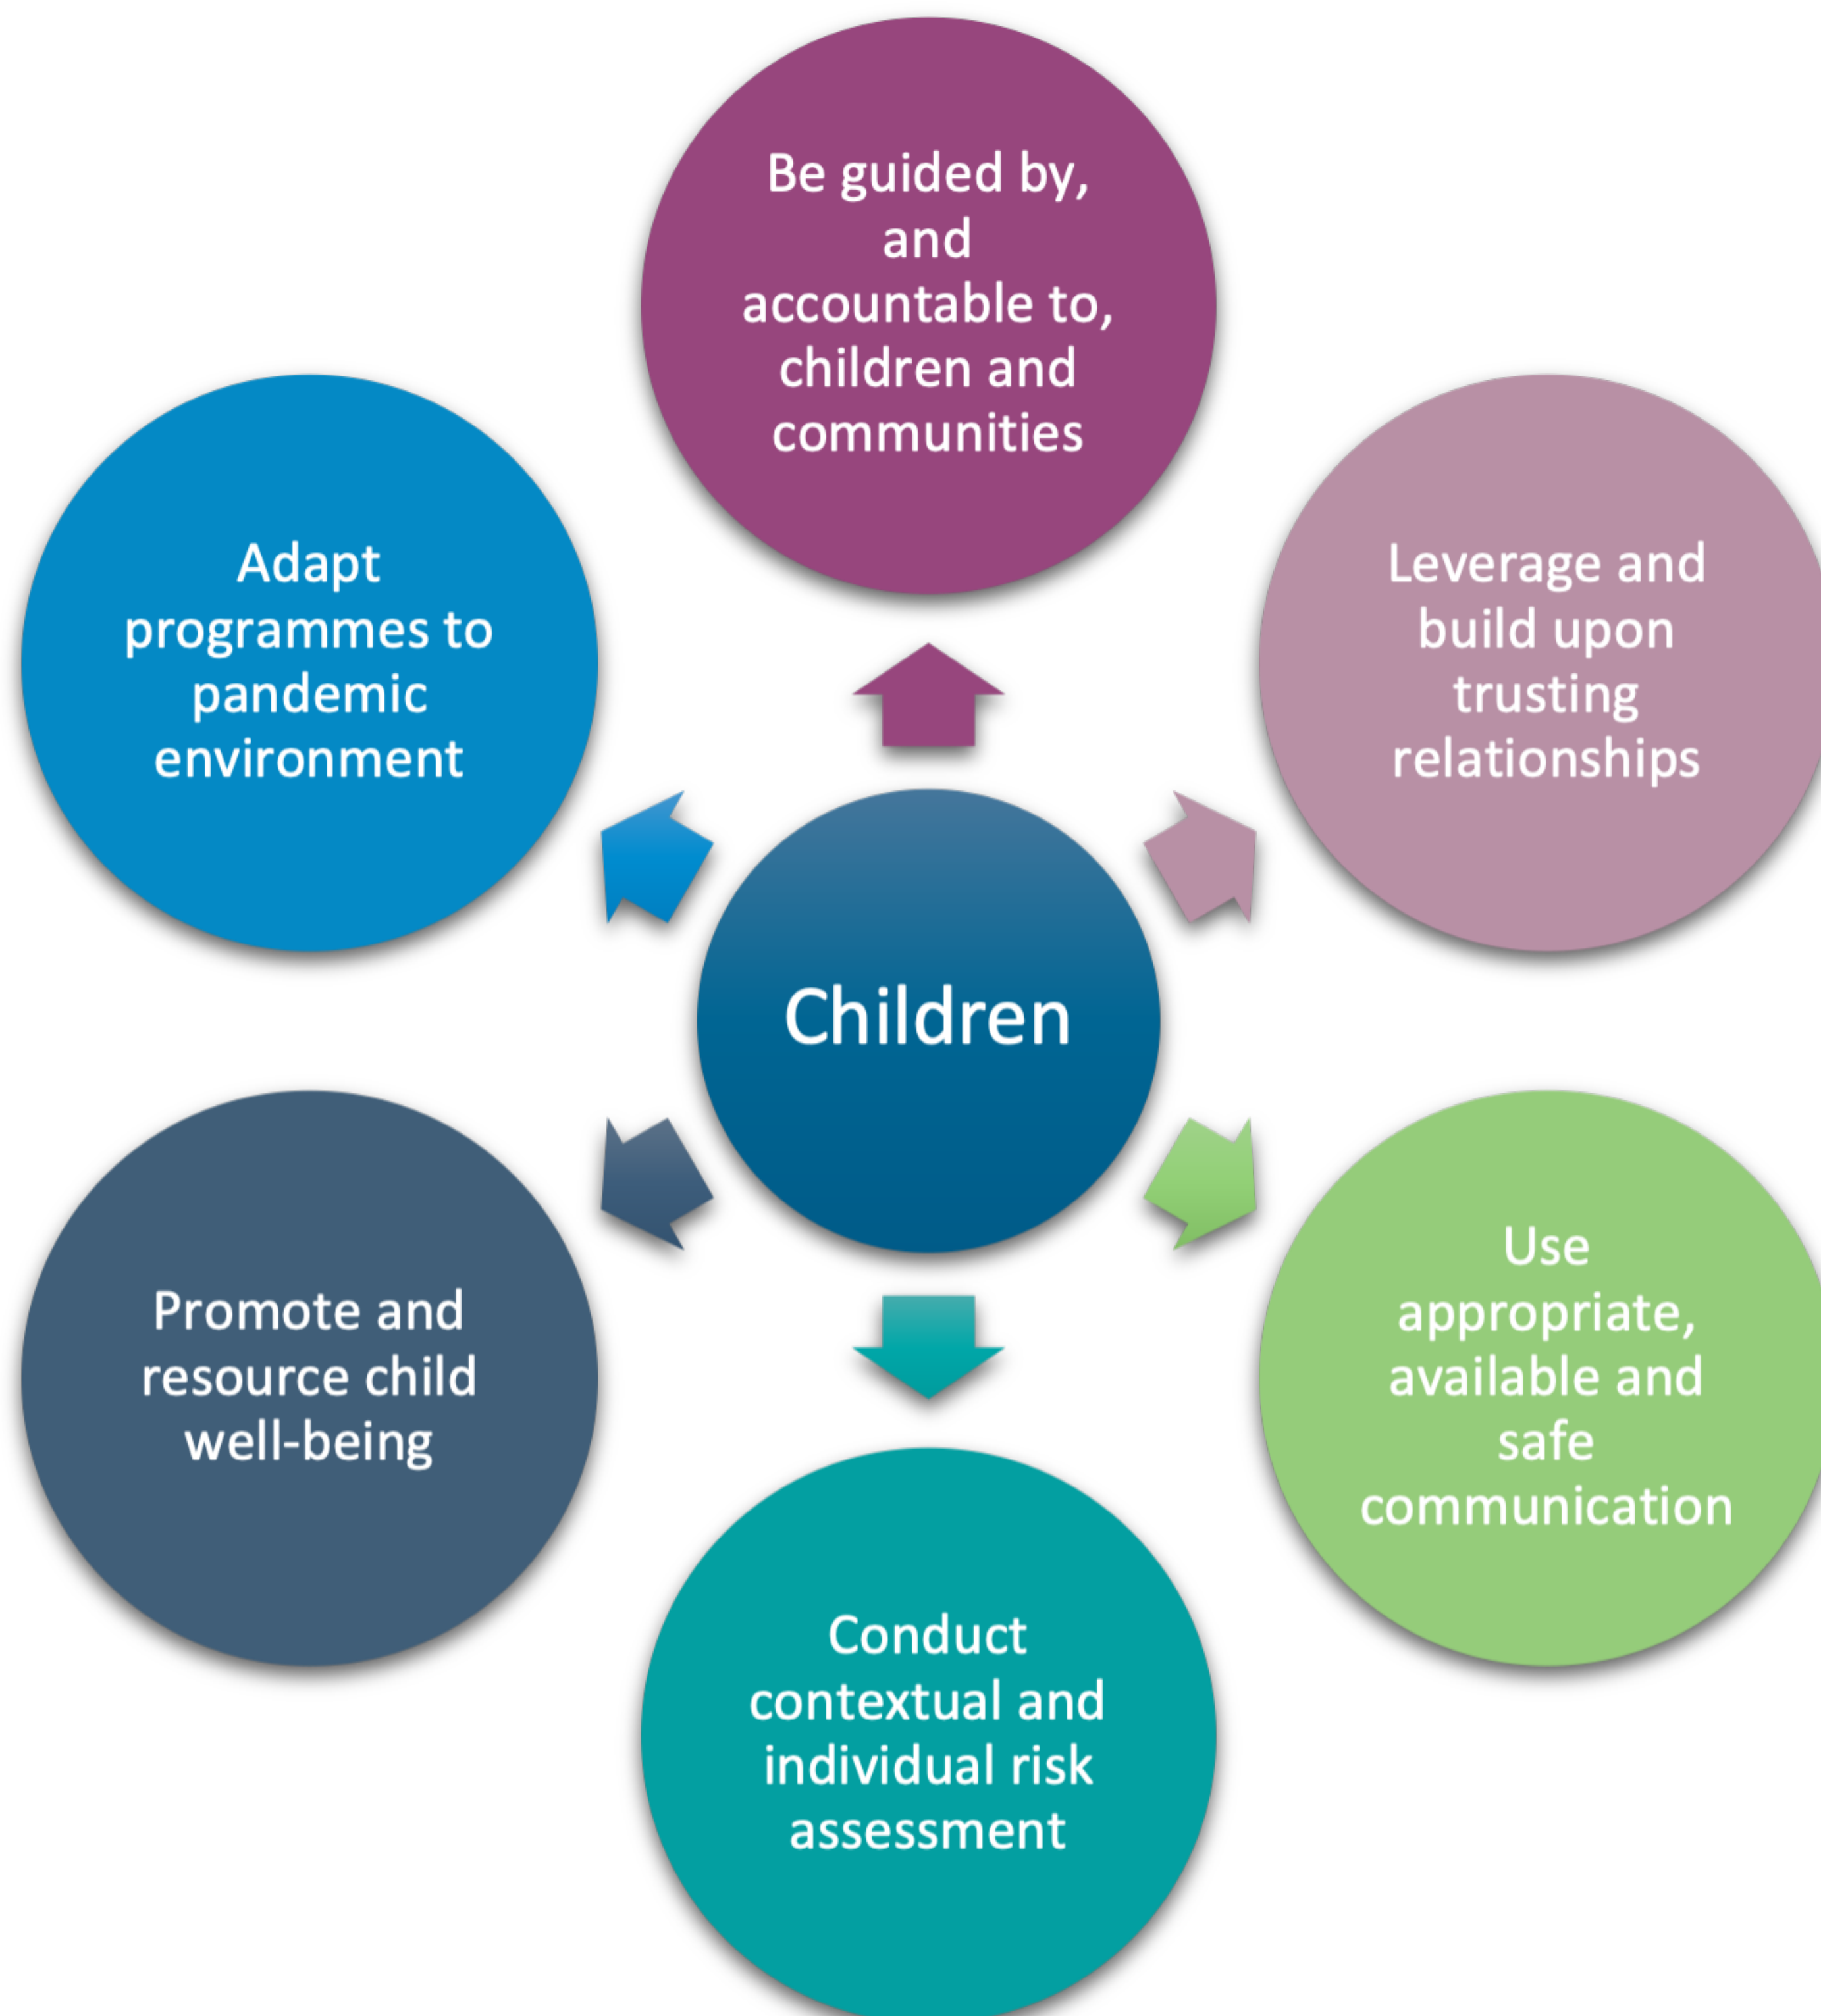 Be guided by,
and
accountable to,
children and
communities
Leverage and
build upon
trusting
relationships
Use
appropriate,
available and
safe
communication
Conduct
contextual and
individual risk
assessment
Promote and
resource child
well-being
Adapt
programmes to
pandemic
environment
Children